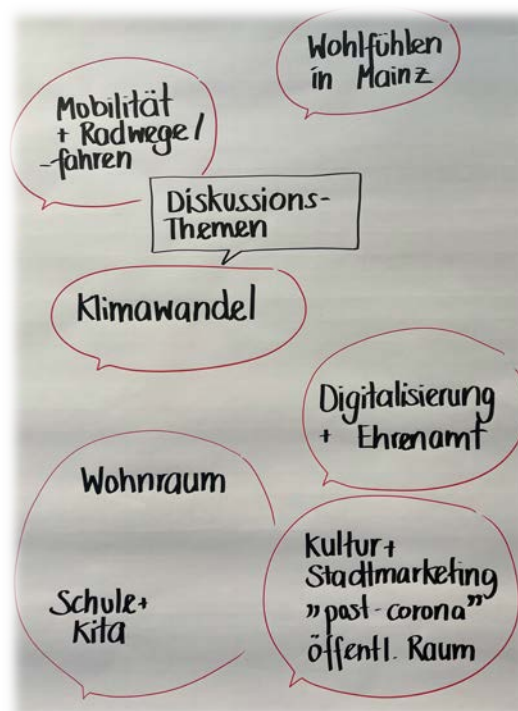 Wohlfühlen
in Mainz
Mobilität
+ Radwege/
-fahren
Diskussions-
Themen
Klimawandel
Digitalisierung
+ Ehrenamt
Wohnraum
Schule+
Kita
Kultur+
Stadtmarketing
"post-corona"
öffentl. Raum